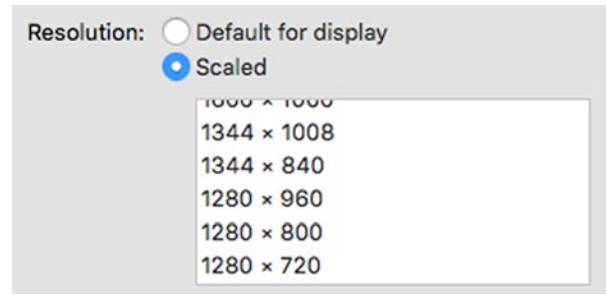 Resolution: Default for display
Scaled
1344 × 1008
1344 × 840
1280 × 960
1280 × 800
1280 × 720